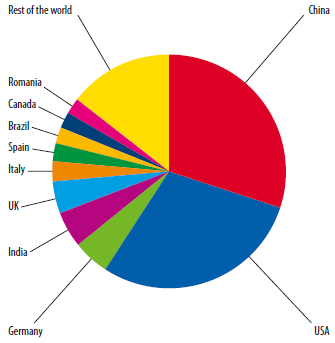 Rest of the world
China
Romania
Canada
Brazil
Spain
Italy
UK
India
Germany
USA